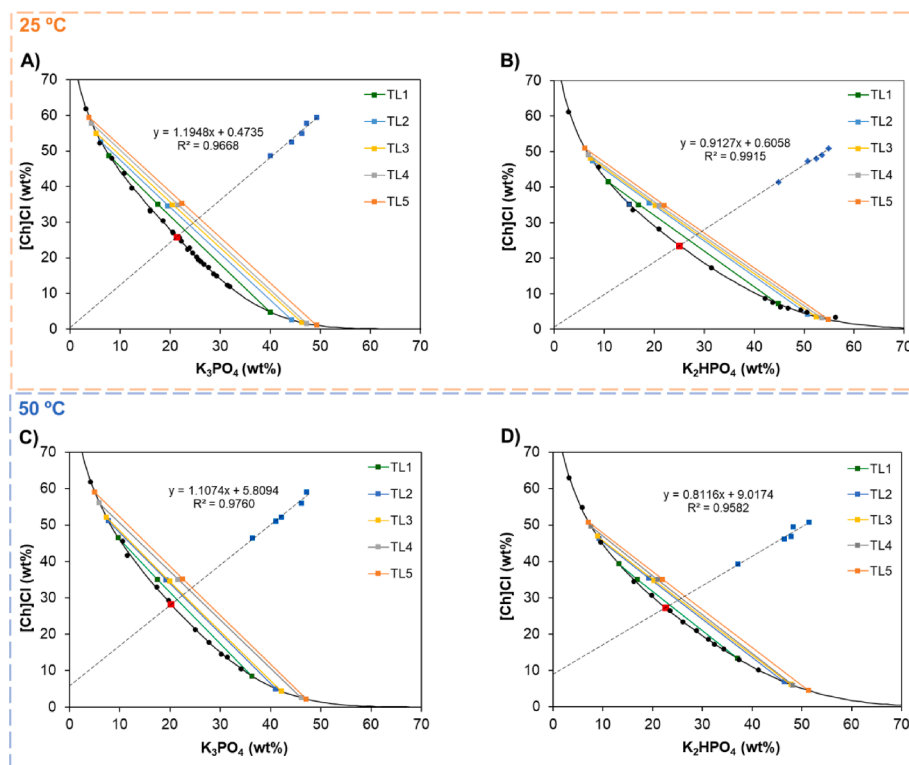 25 ºC
A)
70
60
50
40
30
20
10
0
[Ch]Cl (wt%)
y = 1.1948x + 0.4735
R² = 0.9668
TL1
TL2
TL3
TL4
TL5
0 10 20 30 40 50 60 70
K₃PO₄ (wt%)
B)
70
60
50
40
30
20
10
0
[Ch]Cl (wt%)
y = 0.9127x + 0.6058
R² = 0.9915
TL1
TL2
TL3
TL4
TL5
0 10 20 30 40 50 60 70
K₂HPO₄ (wt%)
50 ºC
C)
70
60
50
40
30
20
10
0
[Ch]Cl (wt%)
y = 1.1074x + 5.8094
R² = 0.9760
TL1
TL2
TL3
TL4
TL5
0 10 20 30 40 50 60 70
K₃PO₄ (wt%)
D)
70
60
50
40
30
20
10
0
[Ch]Cl (wt%)
y = 0.8116x + 9.0174
R² = 0.9582
TL1
TL2
TL3
TL4
TL5
0 10 20 30 40 50 60 70
K₂HPO₄ (wt%)